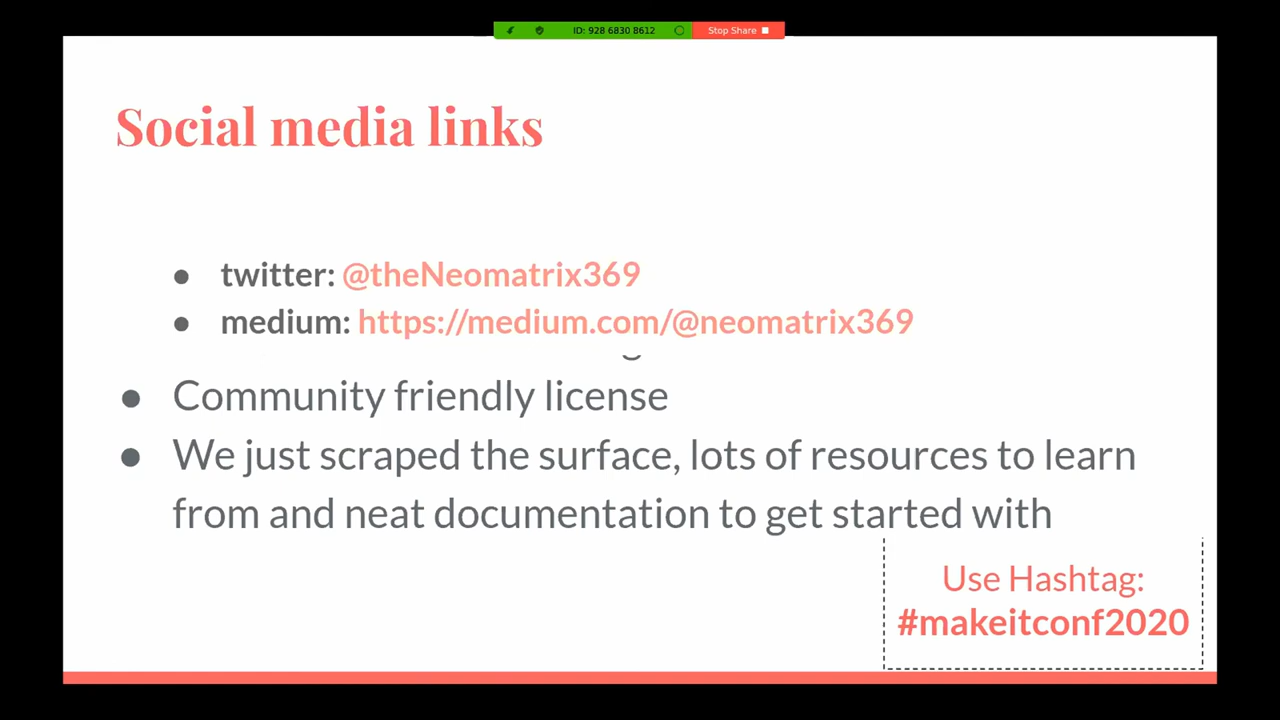 ID: 928 6830 8612
Stop Share
Social media links
● twitter: @theNeomatrix369
● medium: https://medium.com/@neomatrix369
● Community friendly license
● We just scraped the surface, lots of resources to learn
from and neat documentation to get started with
Use Hashtag:
#makeitconf2020